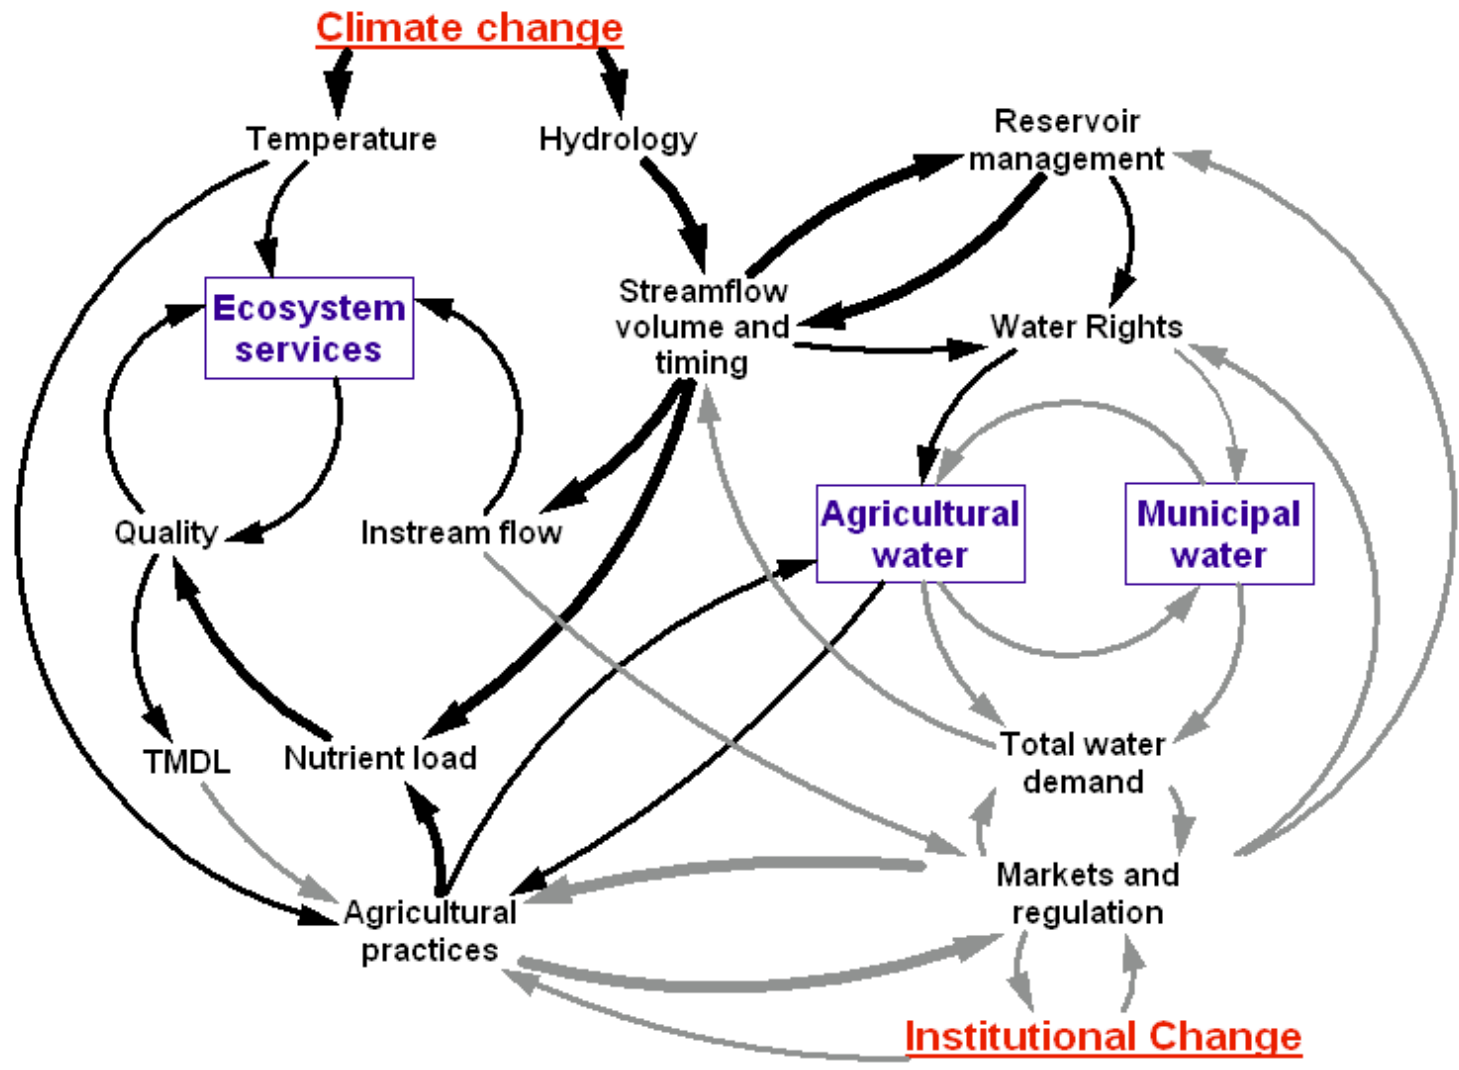 Climate change
Temperature
Hydrology
Reservoir
management
Ecosystem
services
Streamflow
volume and
timing
Water Rights
Quality
Instream flow
Agricultural
water
Municipal
water
TMDL
Nutrient load
Total water
demand
Agricultural
practices
Markets and
regulation
Institutional Change